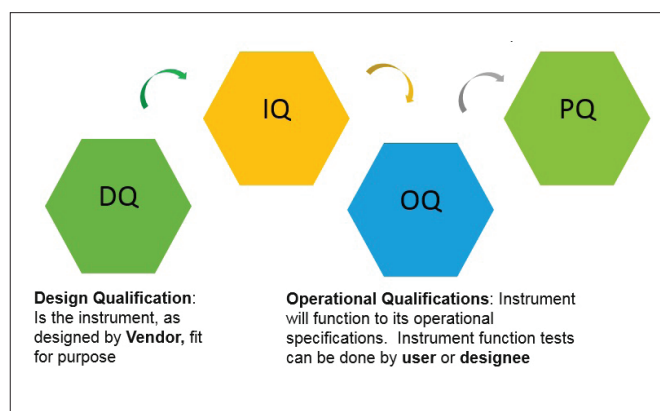 IQ
PQ
DQ
OQ
Design Qualification:
Is the instrument, as
designed by Vendor, fit
for purpose
Operational Qualifications: Instrument
will function to its operational
specifications. Instrument function tests
can be done by user or designee